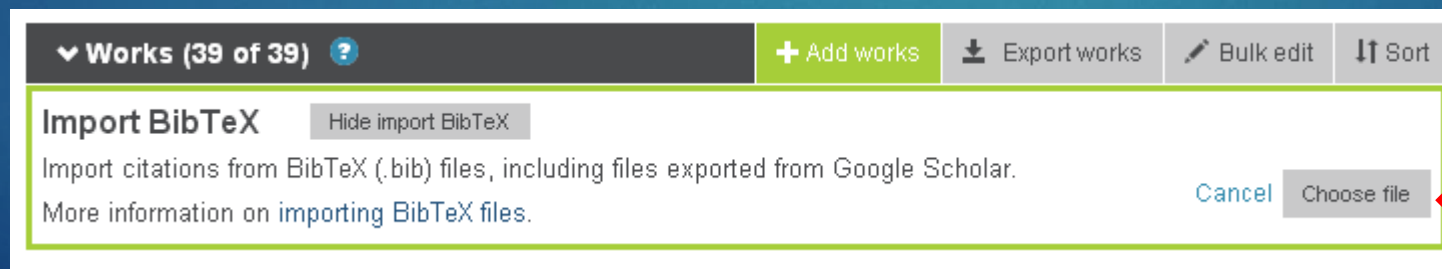 Works (39 of 39) ? Add works Export works Bulk edit Sort
Import BibTeX Hide import BibTeX
Import citations from BibTeX (.bib) files, including files exported from Google Scholar.
Cancel Choose file
More information on importing BibTeX files.